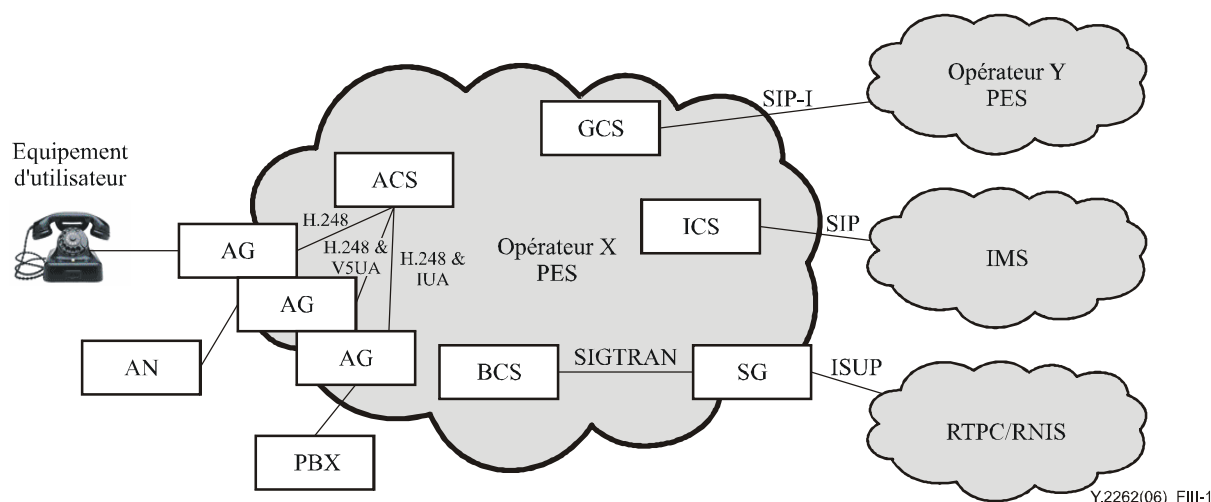 Opérateur Y
PES
SIP-I
GCS
Equipement
d'utilisateur
ACS
H.248
AG
H.248 &
V5UA
H.248 &
IUA
Opérateur X
PES
ICS
SIP
IMS
AG
AG
AN
BCS
SIGTRAN
SG
ISUP
RTPC/RNIS
PBX
Y.2262(06)_FIII-1